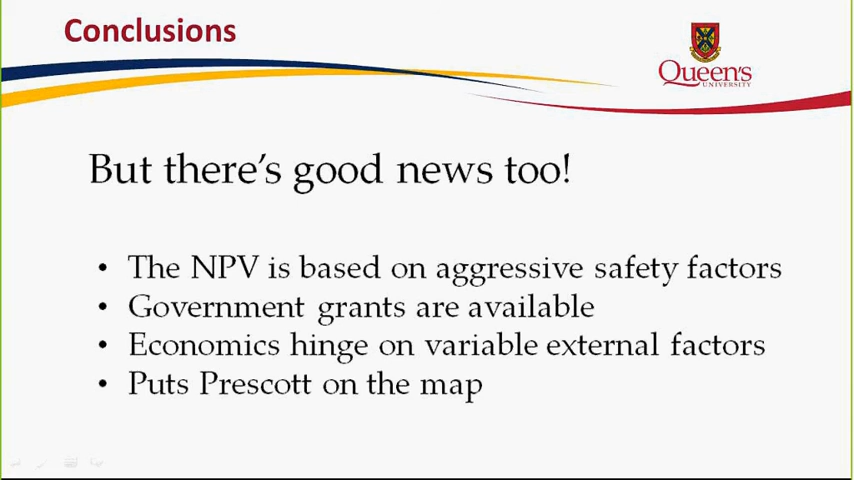 Conclusions
Queen's
UNIVERSITY
But there's good news too!
• The NPV is based on aggressive safety factors
• Government grants are available
• Economics hinge on variable external factors
• Puts Prescott on the map